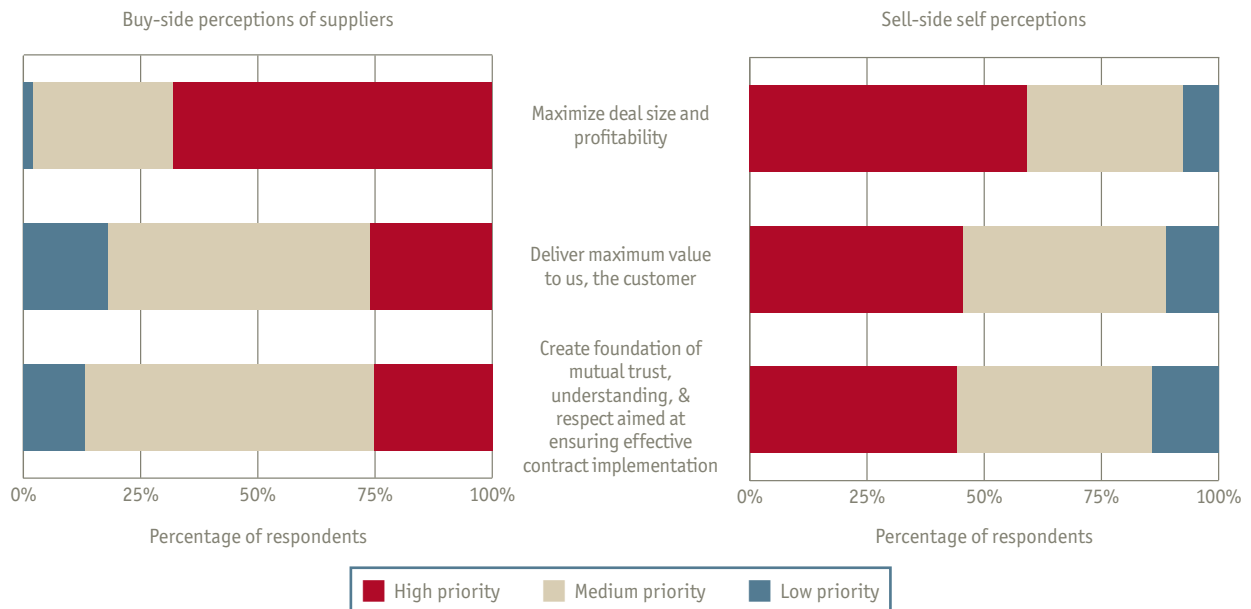 Buy-side perceptions of suppliers
Sell-side self perceptions
Maximize deal size and
profitability
Deliver maximum value
to us, the customer
Create foundation of
mutual trust,
understanding, &
respect aimed at
ensuring effective
contract implementation
0% 25% 50% 75% 100%
0% 25% 50% 75% 100%
Percentage of respondents
Percentage of respondents
High priority Medium priority Low priority